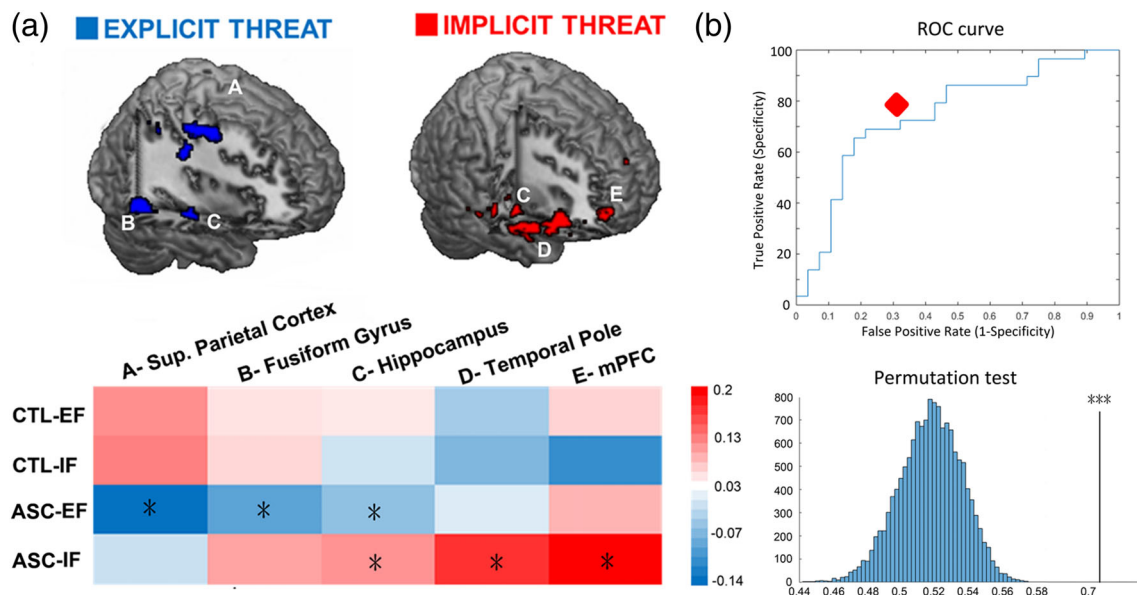 (a)
EXPLICIT THREAT
IMPLICIT THREAT
A
B
C
C
D
E
A- Sup. Parietal Cortex
B- Fusiform Gyrus
C- Hippocampus
D- Temporal Pole
E- mPFC
CTL-EF
CTL-IF
ASC-EF
* * *
ASC-IF
* * *
0.2
0.13
0.03
-0.07
-0.14
(b)
ROC curve
True Positive Rate (Specificity)
100
80
60
40
20
0
0 0.1 0.2 0.3 0.4 0.5 0.6 0.7 0.8 0.9 1
False Positive Rate (1-Specificity)
Permutation test
***
800
700
600
500
400
300
200
100
0
0.44 0.46 0.48 0.5 0.52 0.54 0.56 0.58 0.7